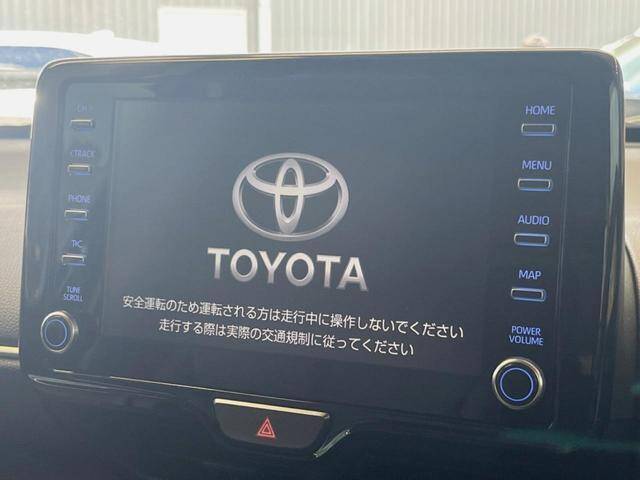 HOME
TRACK
MENU
PHONE
AUDIO
MAP
TUNE
SCROLL
POWER
VOLUME
TOYOTA
安全運転のため運転される方は走行中に操作しないでください
走行する際は実際の交通規制に従ってください